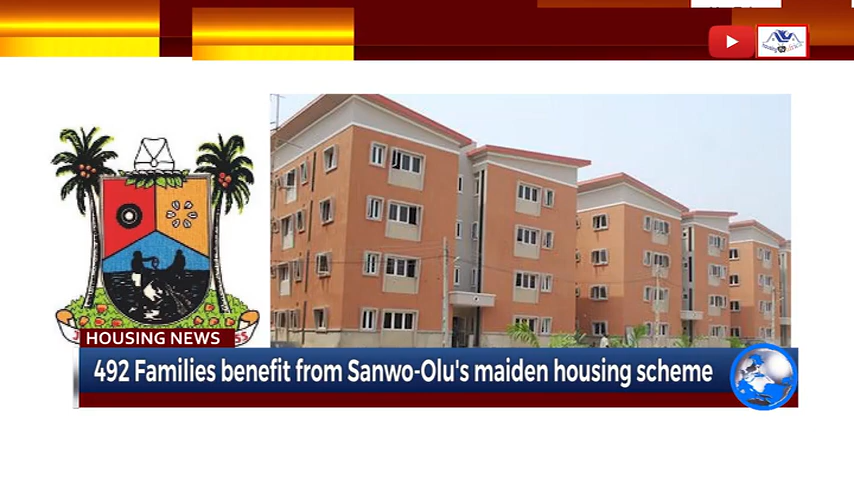 HOUSING NEWS
492 Families benefit from Sanwo-Olu's maiden housing scheme